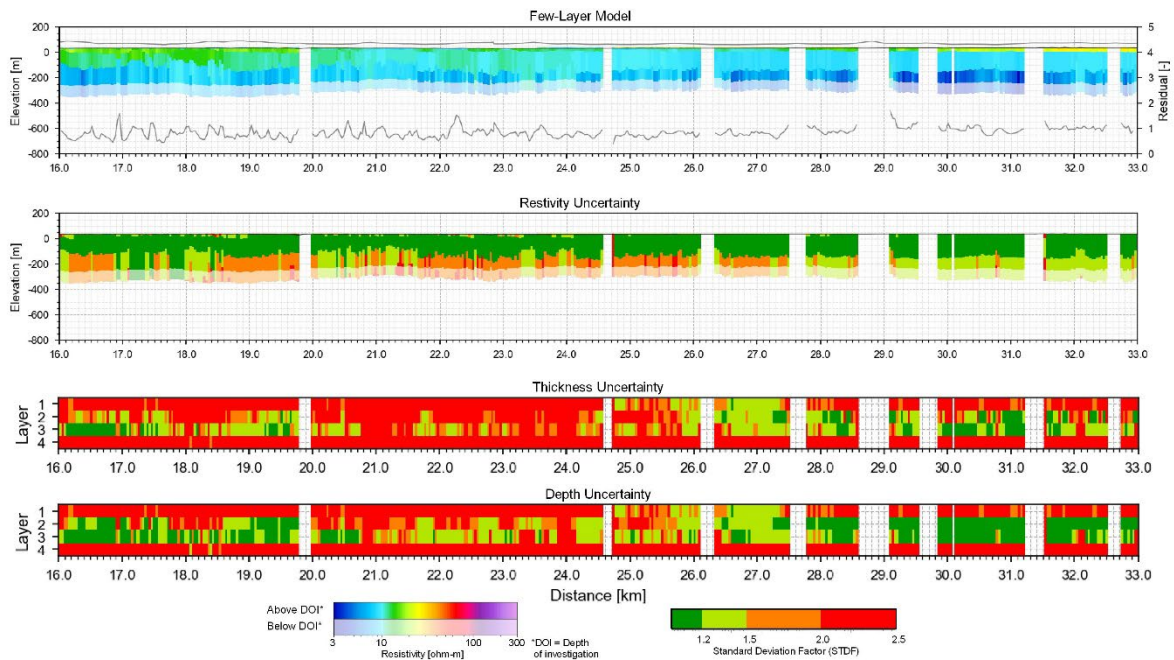 Few-Layer Model
Elevation [m]
200
0
-200
-400
-600
-800
5
4
3
2
1
0
Residual [-]
16.0 17.0 18.0 19.0 20.0 21.0 22.0 23.0 24.0 25.0 26.0 27.0 28.0 29.0 30.0 31.0 32.0 33.0
Restivity Uncertainty
Elevation [m]
200
0
-200
-400
-600
-800
16.0 17.0 18.0 19.0 20.0 21.0 22.0 23.0 24.0 25.0 26.0 27.0 28.0 29.0 30.0 31.0 32.0 33.0
Thickness Uncertainty
Layer
1
2
3
4
16.0 17.0 18.0 19.0 20.0 21.0 22.0 23.0 24.0 25.0 26.0 27.0 28.0 29.0 30.0 31.0 32.0 33.0
Depth Uncertainty
Layer
1
2
3
4
16.0 17.0 18.0 19.0 20.0 21.0 22.0 23.0 24.0 25.0 26.0 27.0 28.0 29.0 30.0 31.0 32.0 33.0
Distance [km]
Above DOI*
Below DOI*
3 10 100 300
Resistivity [ohm-m]
*DOI = Depth
of investigation
1.2 1.5 2.0 2.5
Standard Deviation Factor (STDF)